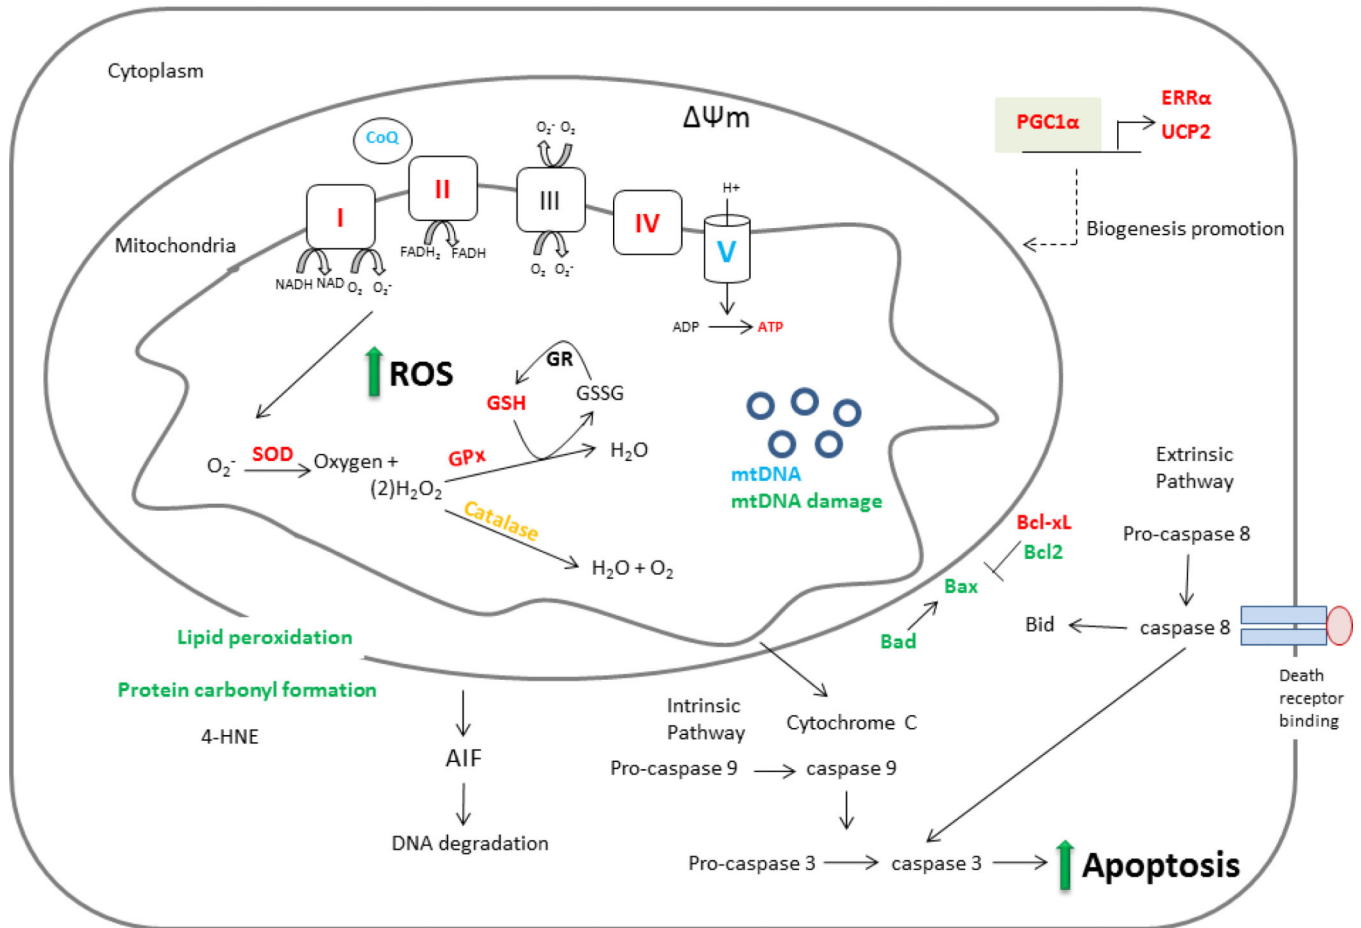 Cytoplasm
ΔΨm
PGC1α
ERRα
UCP2
CoQ
O₂⁻ O₂
I
II
III
IV
H+
V
Mitochondria
Biogenesis promotion
NADH NAD O₂ O₂⁻
FADH₂ FADH
O₂ O₂⁻
ADP
ATP
ROS
GR
GSH
GSSG
SOD
O₂⁻
Oxygen +
(2)H₂O₂
GPx
H₂O
Catalase
H₂O + O₂
mtDNA
mtDNA damage
Extrinsic
Pathway
Bcl-xL
Bcl2
Pro-caspase 8
Bax
Bad
Bid
caspase 8
Death
receptor
binding
Lipid peroxidation
Protein carbonyl formation
4-HNE
AIF
DNA degradation
Intrinsic
Pathway
Cytochrome C
Pro-caspase 9
caspase 9
Pro-caspase 3
caspase 3
Apoptosis